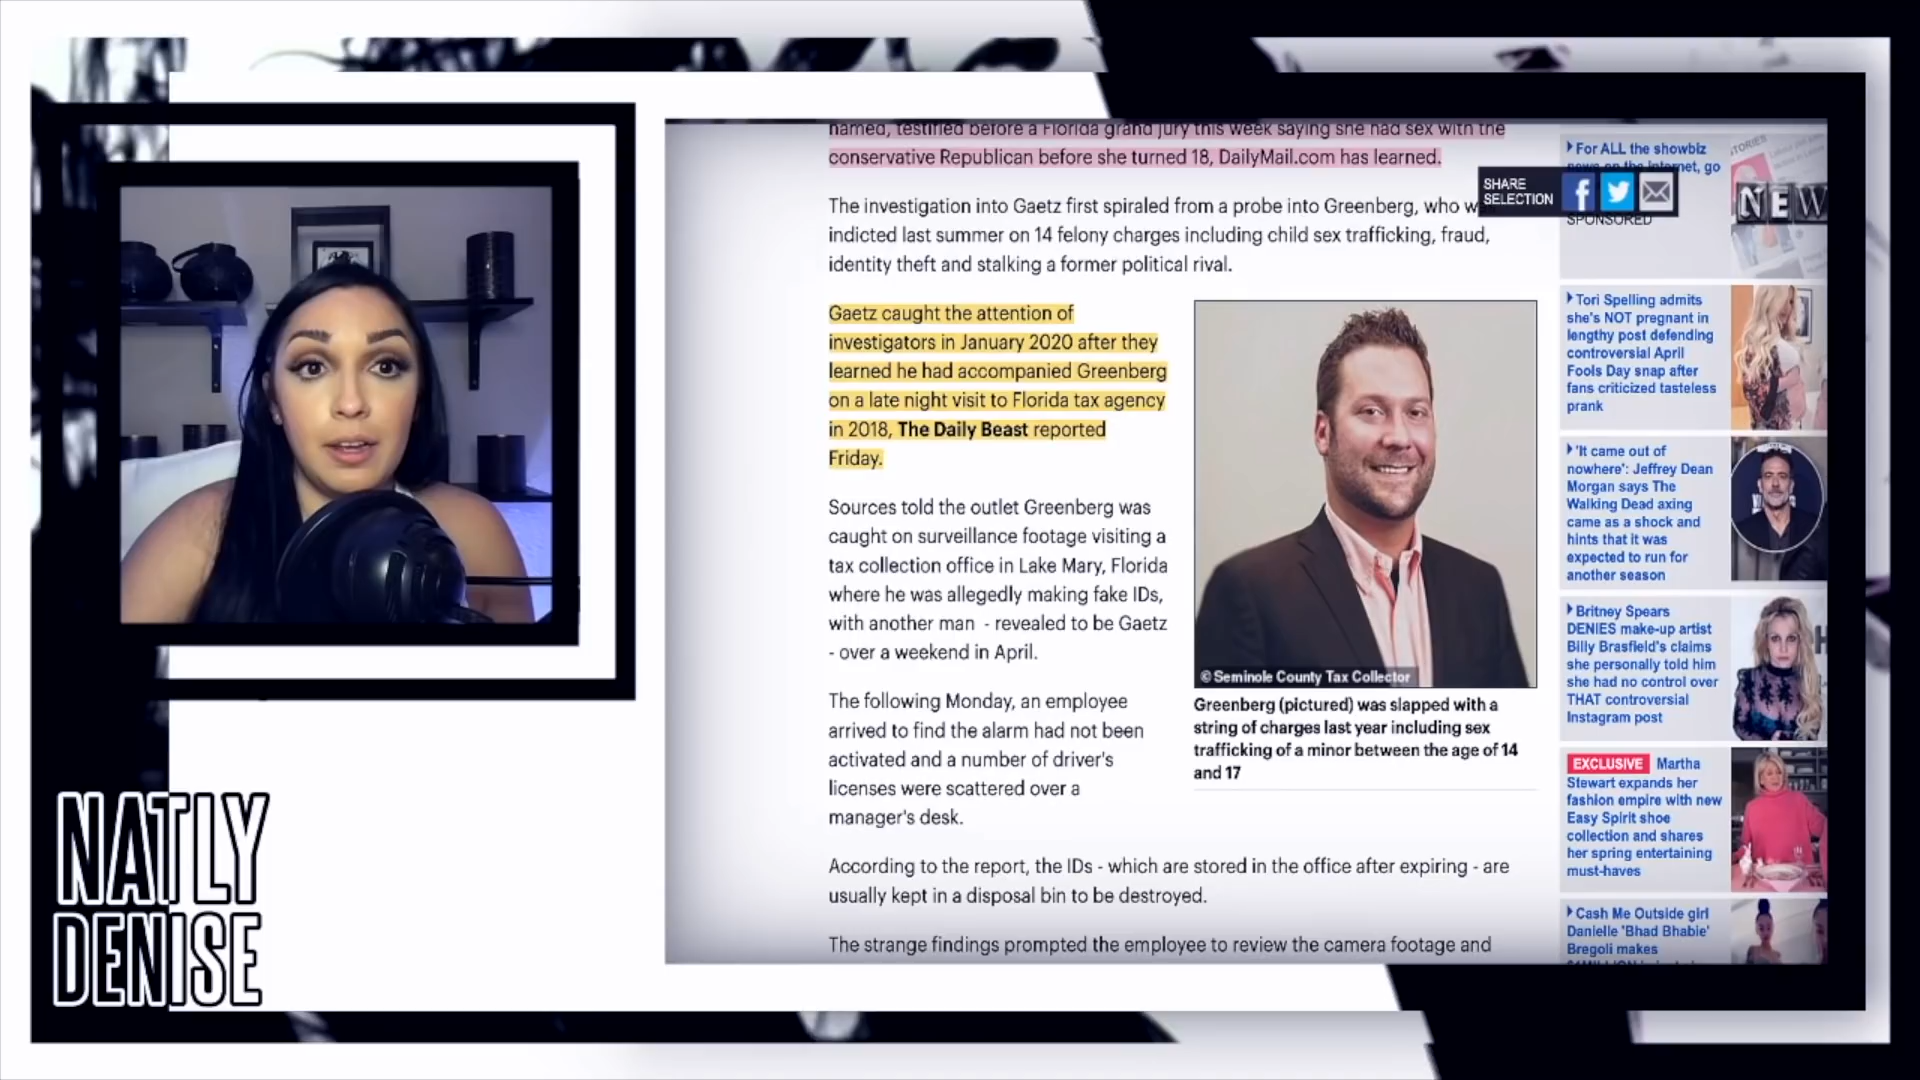 named, testified before a Florida grand jury this week saying she had sex with the
conservative Republican before she turned 18, DailyMail.com has learned.
The investigation into Gaetz first spiraled from a probe into Greenberg, who
indicted last summer on 14 felony charges including child sex trafficking, fraud,
identity theft and stalking a former political rival.
Gaetz caught the attention of
investigators in January 2020 after they
learned he had accompanied Greenberg
on a late night visit to Florida tax agency
in 2018, The Daily Beast reported
Friday.
Sources told the outlet Greenberg was
caught on surveillance footage visiting a
tax collection office in Lake Mary, Florida
where he was allegedly making fake IDs,
with another man - revealed to be Gaetz
- over a weekend in April.
The following Monday, an employee
arrived to find the alarm had not been
activated and a number of driver's
licenses were scattered over a
manager's desk.
According to the report, the IDs - which are stored in the office after expiring - are
usually kept in a disposal bin to be destroyed.
The strange findings prompted the employee to review the camera footage and
© Seminole County Tax Collector
Greenberg (pictured) was slapped with a
string of charges last year including sex
trafficking of a minor between the age of 14
and 17
SHARE
SELECTION
For ALL the showbiz
news on the internet, go
SPONSORED
NEW
Tori Spelling admits
she's NOT pregnant in
lengthy post defending
controversial April
Fools Day snap after
fans criticized tasteless
prank
'It came out of
nowhere': Jeffrey Dean
Morgan says The
Walking Dead axing
came as a shock and
hints that it was
expected to run for
another season
Britney Spears
DENIES make-up artist
Billy Brasfield's claims
she personally told him
she had no control over
THAT controversial
Instagram post
EXCLUSIVE Martha
Stewart expands her
fashion empire with new
Easy Spirit shoe
collection and shares
her spring entertaining
must-haves
Cash Me Outside girl
Danielle 'Bhad Bhabie'
Bregoli makes
NATLY
DENISE